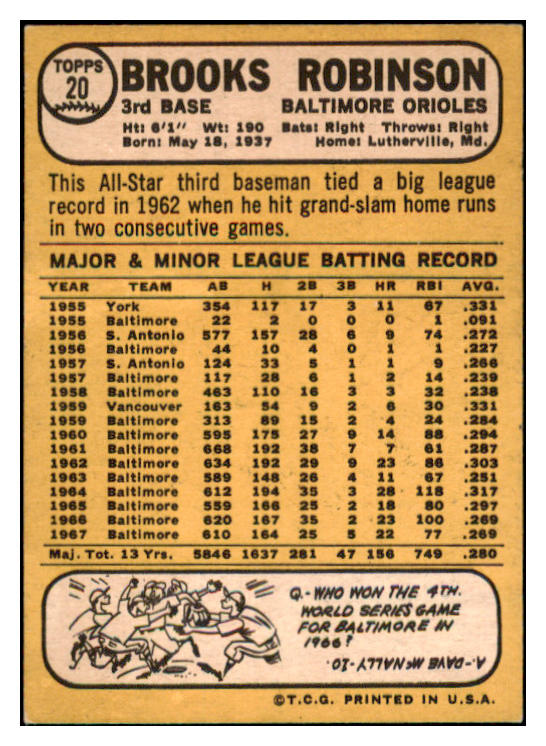 TOPPS
20
BROOKS ROBINSON
3rd BASE BALTIMORE ORIOLES
Ht: 6'1" Wt: 190 Bats: Right Throws: Right
Born: May 18, 1937 Home: Lutherville, Md.
This All-Star third baseman tied a big league
record in 1962 when he hit grand-slam home runs
in two consecutive games.
MAJOR & MINOR LEAGUE BATTING RECORD
YEAR TEAM AB H 2B 3B HR RBI AVG.
1955 York 354 117 17 3 11 67 .331
1955 Baltimore 22 2 0 0 0 1 .091
1956 S. Antonio 577 157 28 6 9 74 .272
1956 Baltimore 44 10 4 0 1 1 .227
1957 S. Antonio 124 33 5 1 1 9 .266
1957 Baltimore 117 28 6 1 2 14 .239
1958 Baltimore 463 110 16 3 3 32 .238
1959 Vancouver 163 54 9 2 6 30 .331
1959 Baltimore 313 89 15 2 4 24 .284
1960 Baltimore 595 175 27 9 14 88 .294
1961 Baltimore 668 192 38 7 7 61 .287
1962 Baltimore 634 192 29 9 23 86 .303
1963 Baltimore 589 148 26 4 11 67 .251
1964 Baltimore 612 194 35 3 28 118 .317
1965 Baltimore 559 166 25 2 18 80 .297
1966 Baltimore 620 167 35 2 23 100 .269
1967 Baltimore 610 164 25 5 22 77 .269
Maj. Tot. 13 Yrs. 5846 1637 281 47 156 749 .280
Q.- WHO WON THE 4TH.
WORLD SERIES GAME
FOR BALTIMORE IN
1966?
A.- DAVE McNALLY -20.
©T.C.G. PRINTED IN U.S.A.